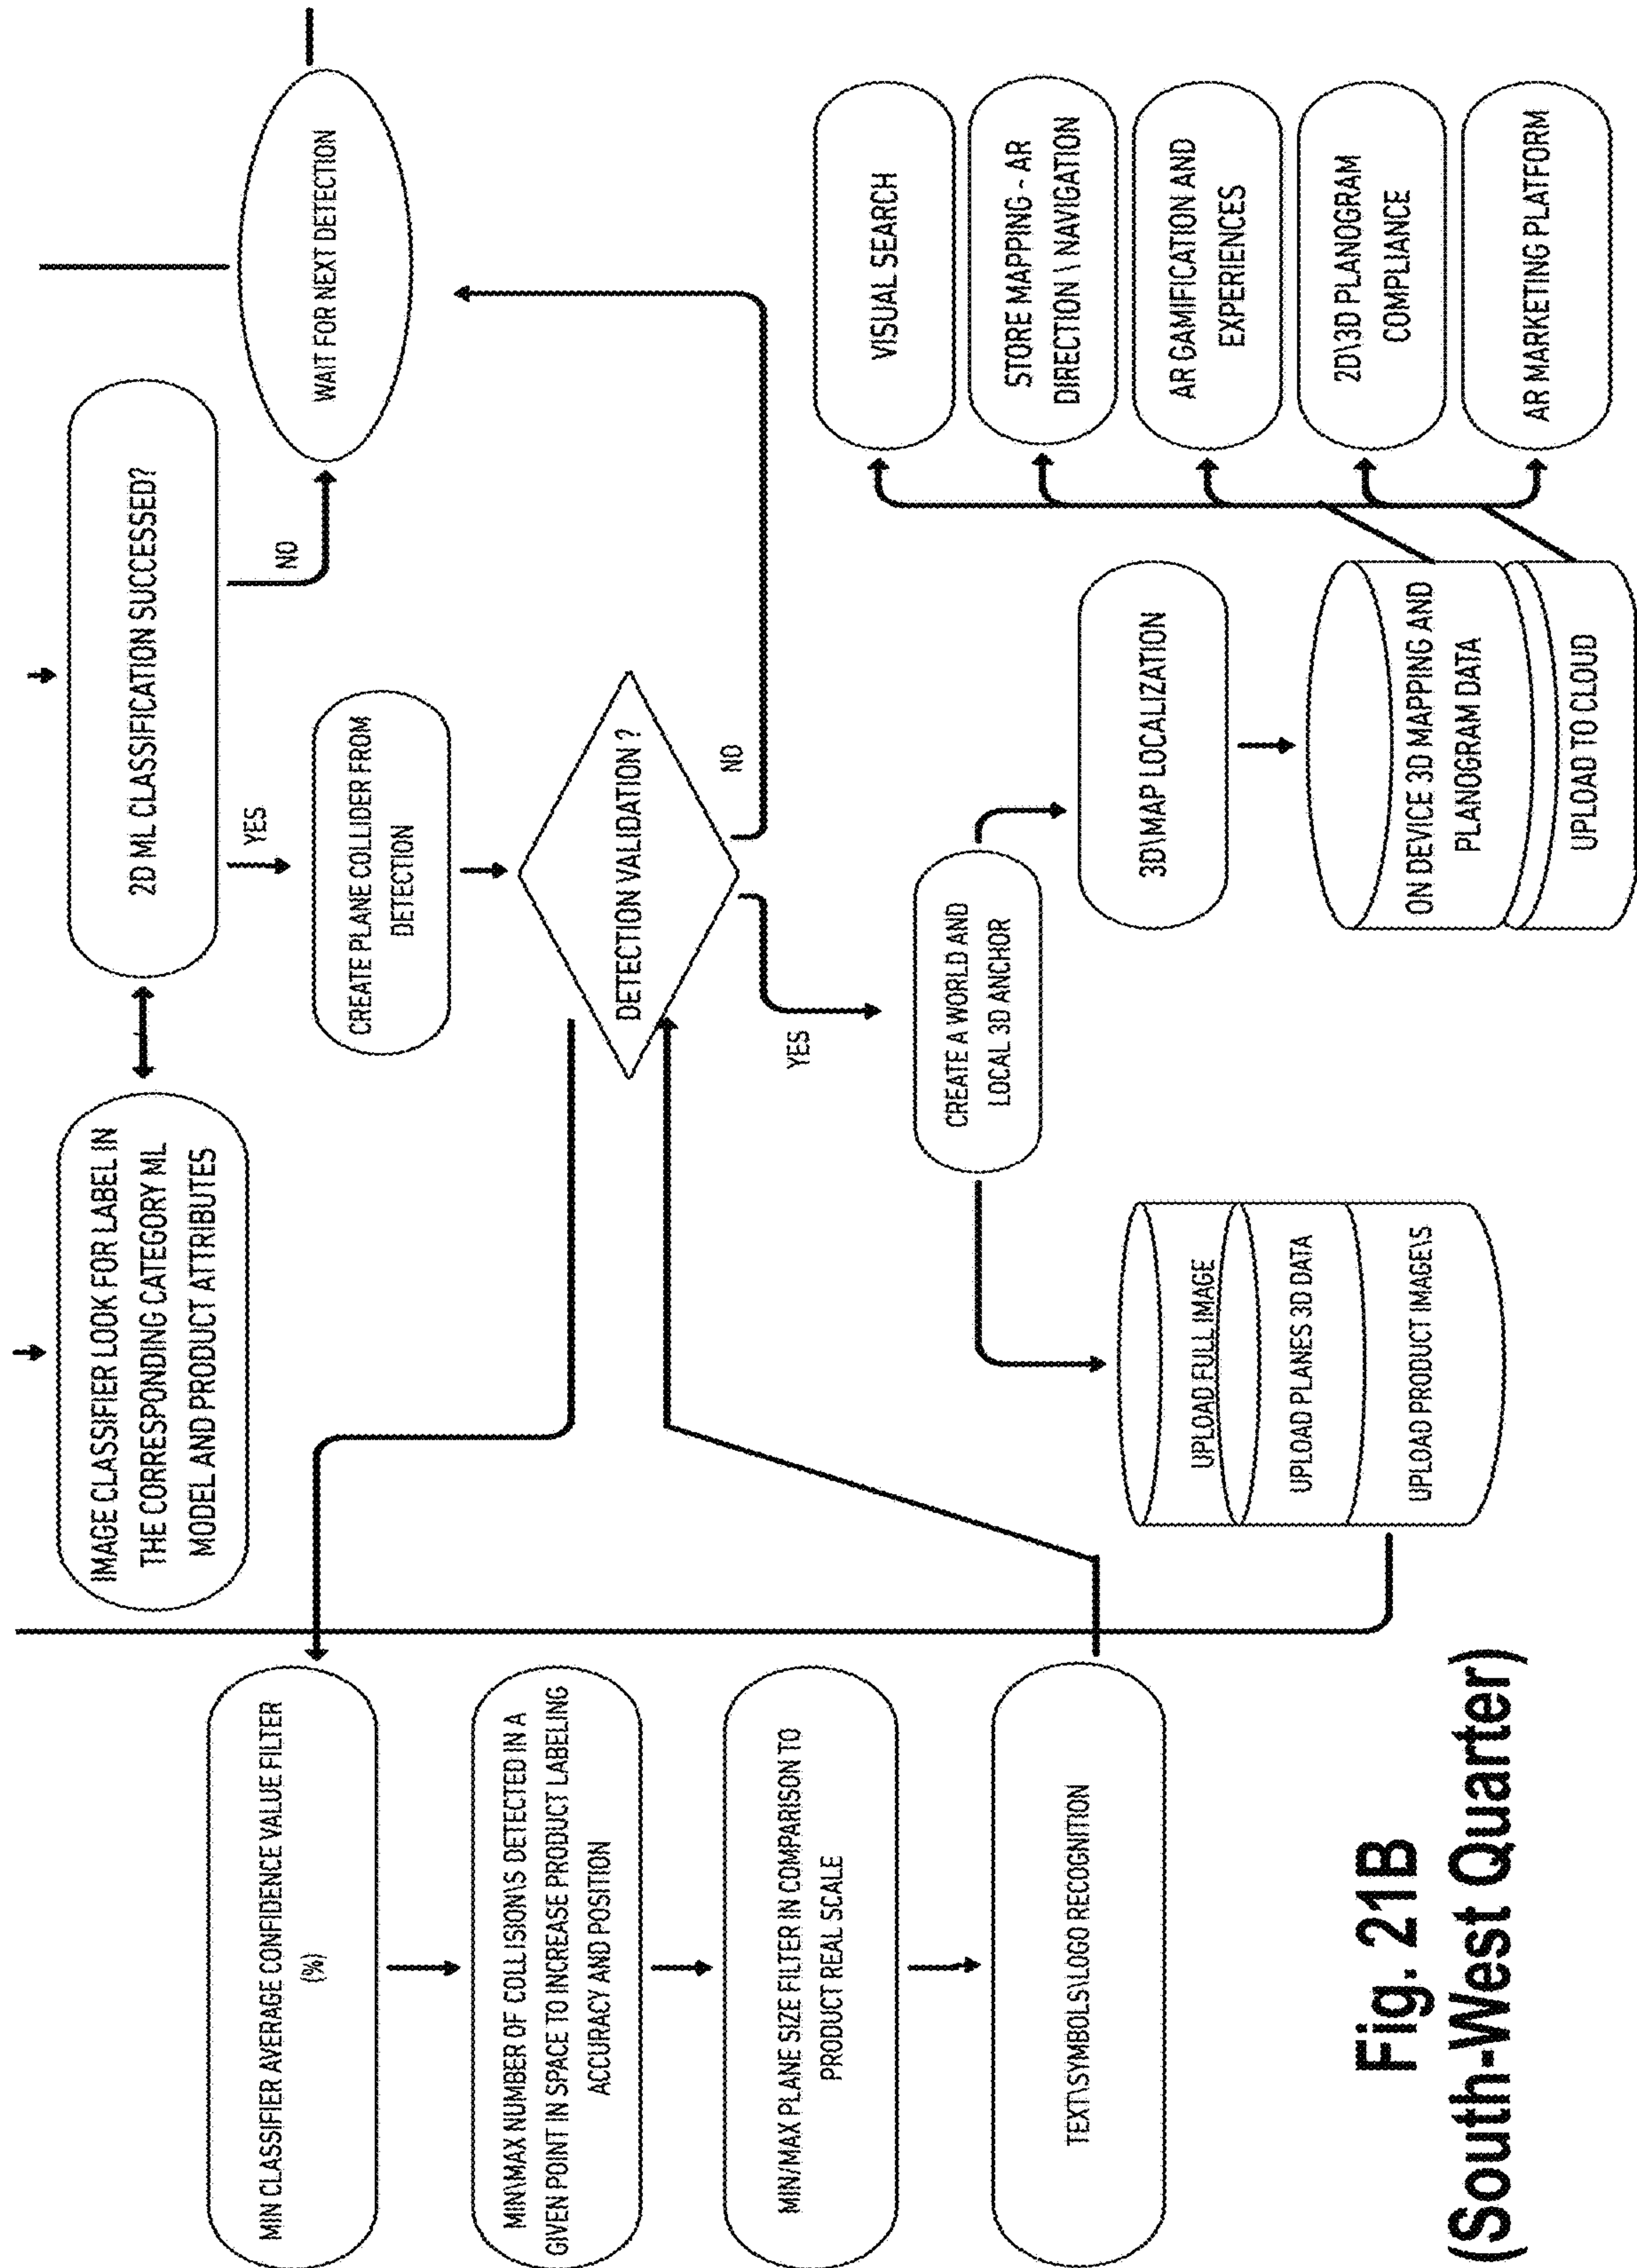 IMAGE CLASSIFIER LOOK FOR LABEL IN
THE CORRESPONDING CATEGORY ML
MODEL AND PRODUCT ATTRIBUTES
2D ML CLASSIFICATION SUCCESSED?
NO
WAIT FOR NEXT DETECTION
YES
CREATE PLANE COLLIDER FROM
DETECTION
DETECTION VALIDATION ?
NO
YES
MIN CLASSIFIER AVERAGE CONFIDENCE VALUE FILTER
(%)
MIN\MAX NUMBER OF COLLISION\S DETECTED IN A
GIVEN POINT IN SPACE TO INCREASE PRODUCT LABELING
ACCURACY AND POSITION
MIN/MAX PLANE SIZE FILTER IN COMPARISON TO
PRODUCT REAL SCALE
TEXT\SYMBOLS\LOGO RECOGNITION
CREATE A WORLD AND
LOCAL 3D ANCHOR
UPLOAD FULL IMAGE
UPLOAD PLANES 3D DATA
UPLOAD PRODUCT IMAGE\S
3D\MAP LOCALIZATION
ON DEVICE 3D MAPPING AND
PLANOGRAM DATA
UPLOAD TO CLOUD
VISUAL SEARCH
STORE MAPPING - AR
DIRECTION \ NAVIGATION
AR GAMIFICATION AND
EXPERIENCES
2D\3D PLANOGRAM
COMPLIANCE
AR MARKETING PLATFORM
Fig. 21B
(South-West Quarter)